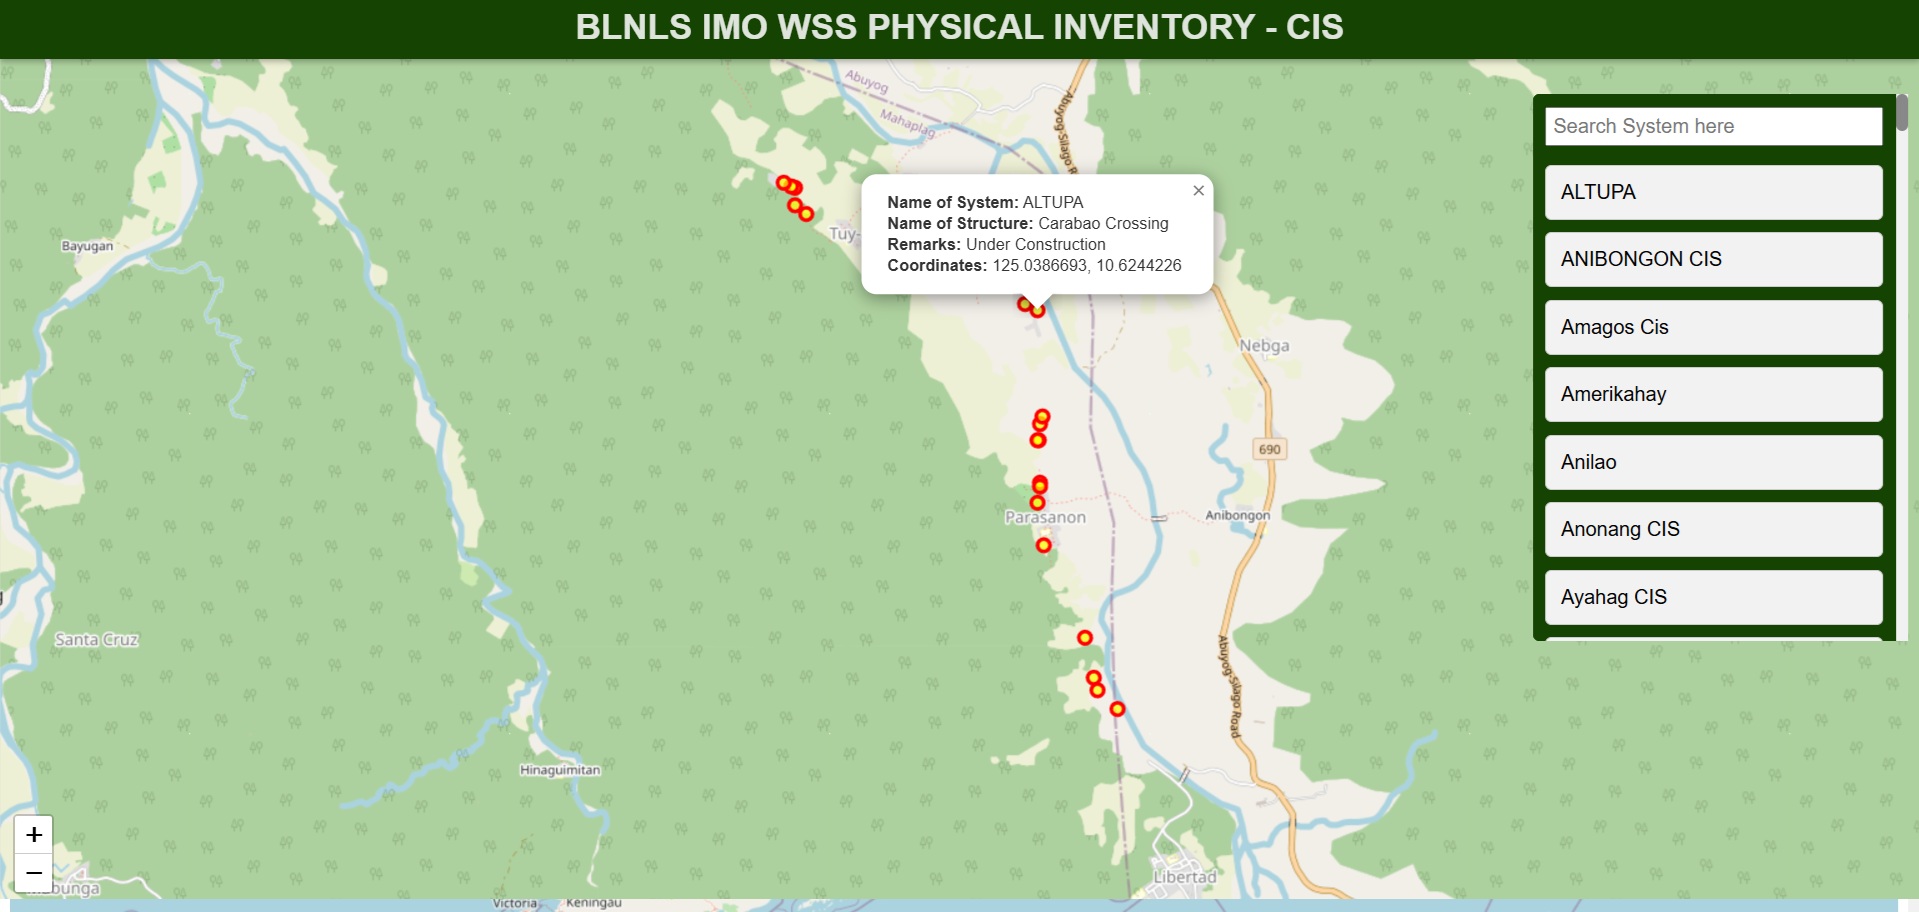 BLNLS IMO WSS PHYSICAL INVENTORY - CIS
Abuyog
Mahaplag
Abuyog-Silago R
Search System here
ALTUPA
ANIBONGON CIS
Amagos Cis
Amerikahay
Anilao
Anonang CIS
Ayahag CIS
×
Name of System: ALTUPA
Name of Structure: Carabao Crossing
Remarks: Under Construction
Coordinates: 125.0386693, 10.6244226
Bayugan
Tuy-
Nebga
690
Parasanon
Anibongon
Santa Cruz
Abuyog-Silago Road
Hinaguimitan
+
−
Libertad
Victoria
Keningau